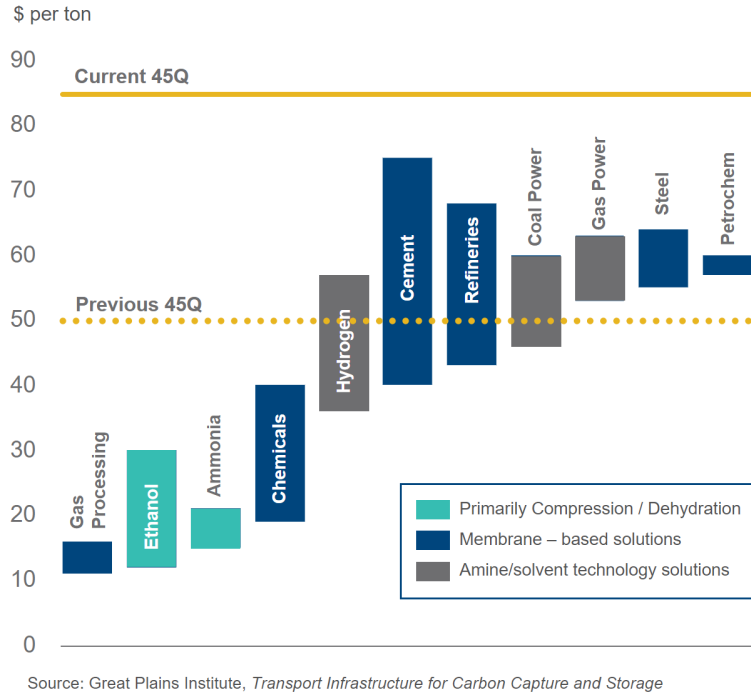 $ per ton
90
Current 45Q
80
70
60
Previous 45Q
50
40
30
20
10
0
Gas
Processing
Ethanol
Ammonia
Chemicals
Hydrogen
Cement
Refineries
Coal Power
Gas Power
Steel
Petrochem
Primarily Compression / Dehydration
Membrane – based solutions
Amine/solvent technology solutions
Source: Great Plains Institute, Transport Infrastructure for Carbon Capture and Storage